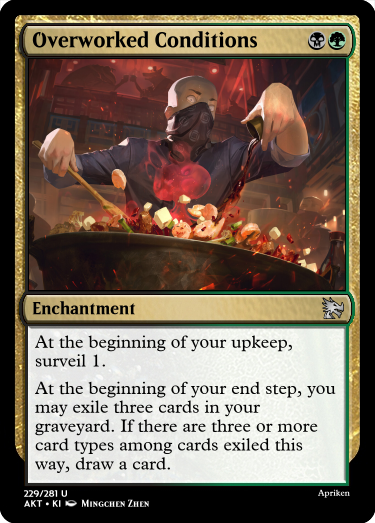 Overworked Conditions
Enchantment
At the beginning of your upkeep,
surveil 1.
At the beginning of your end step, you
may exile three cards in your
graveyard. If there are three or more
card types among cards exiled this
way, draw a card.
229/281 U
Apriken
AKT • KI Mingchen Zhen